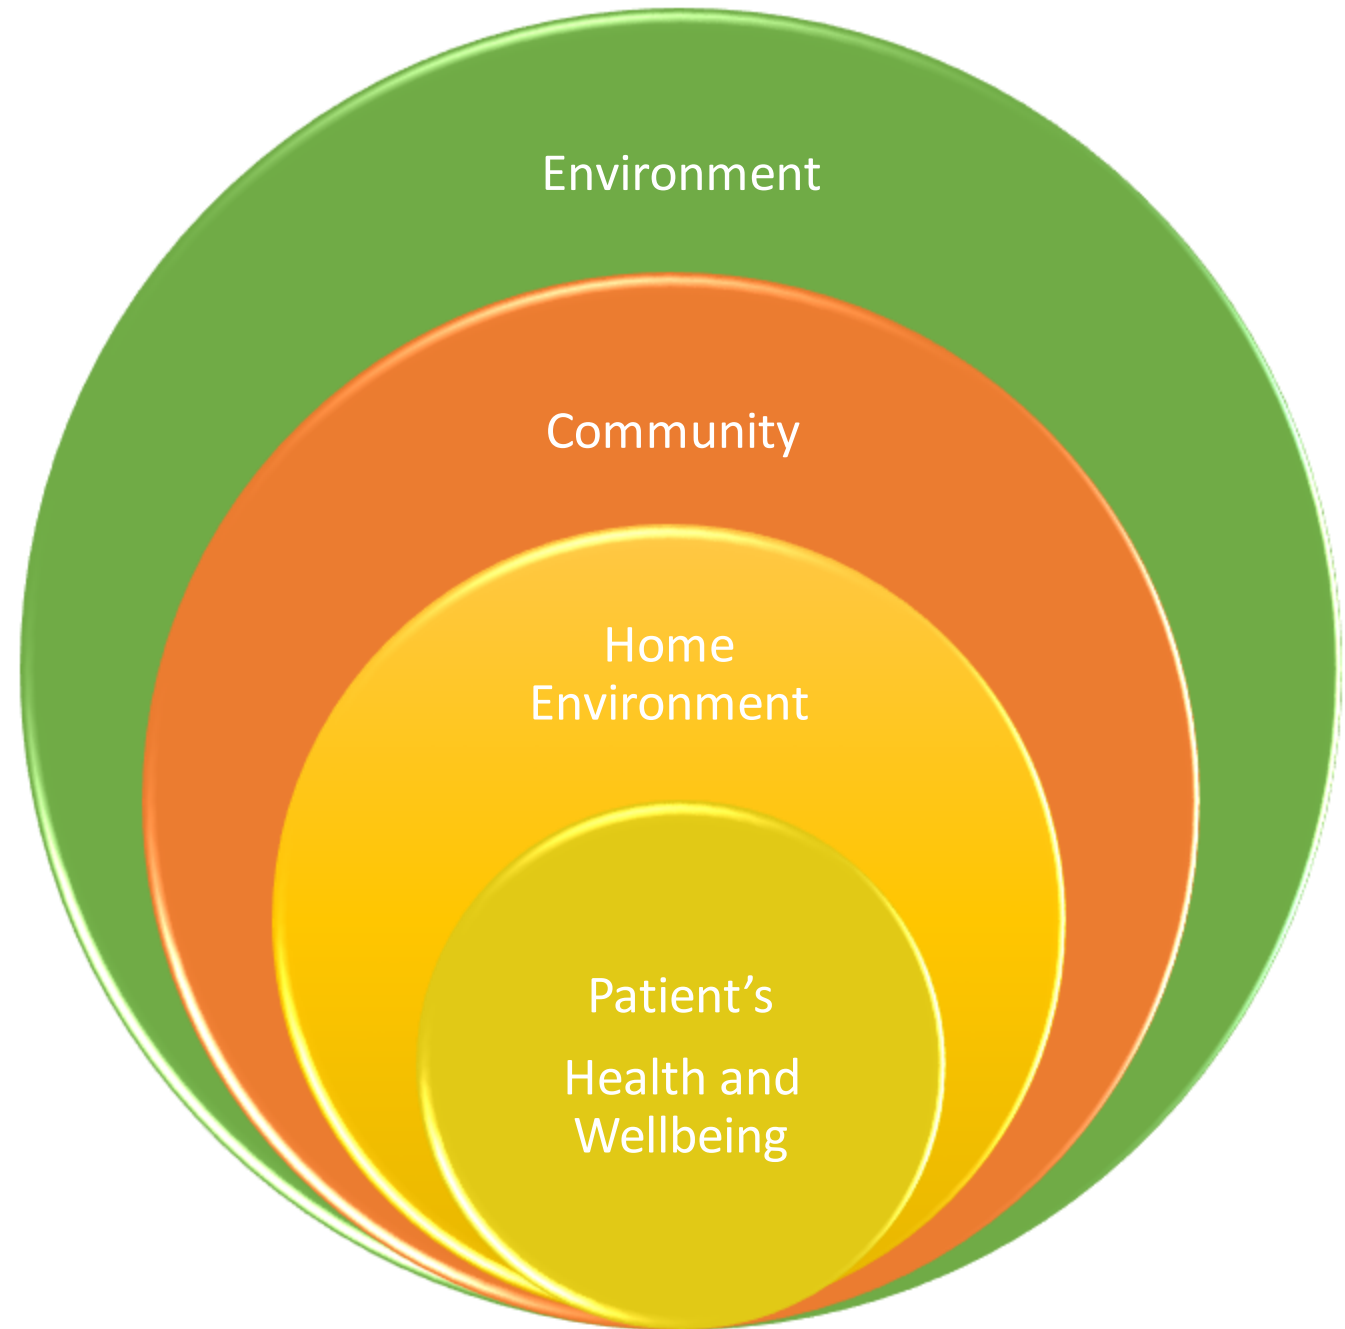 Environment
Community
Home
Environment
Patient’s
Health and
Wellbeing